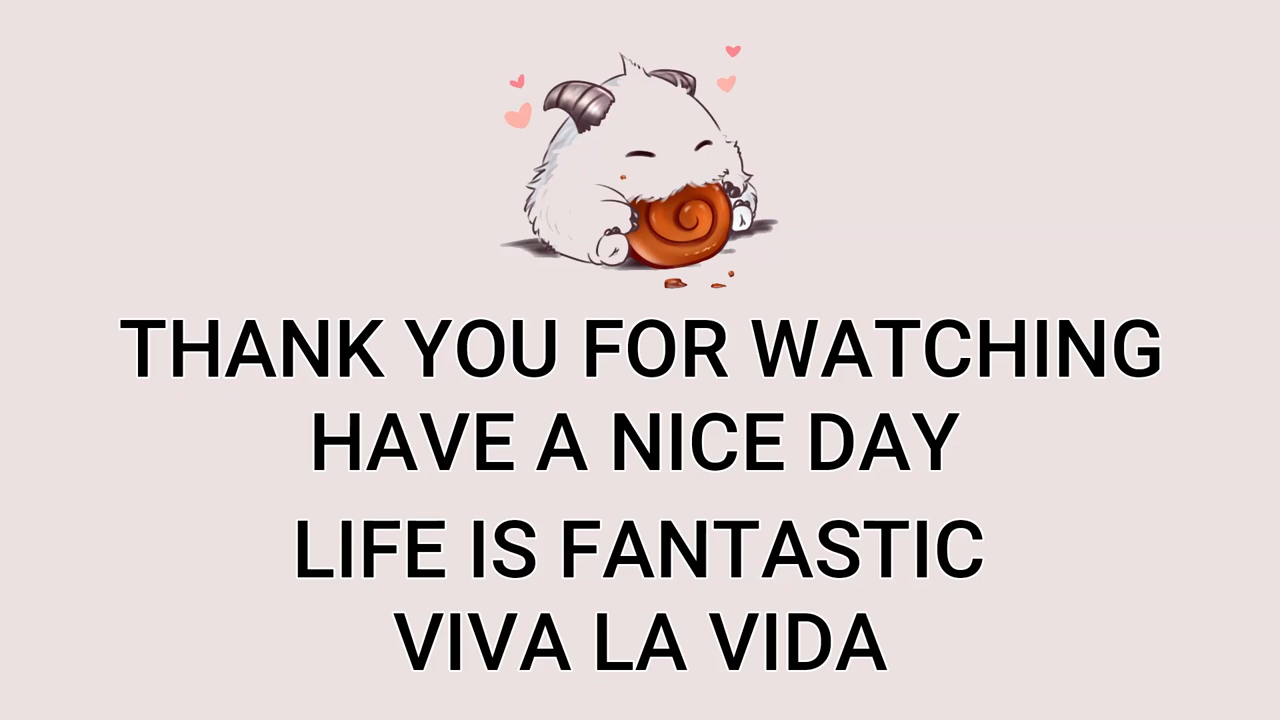 THANK YOU FOR WATCHING
HAVE A NICE DAY
LIFE IS FANTASTIC
VIVA LA VIDA